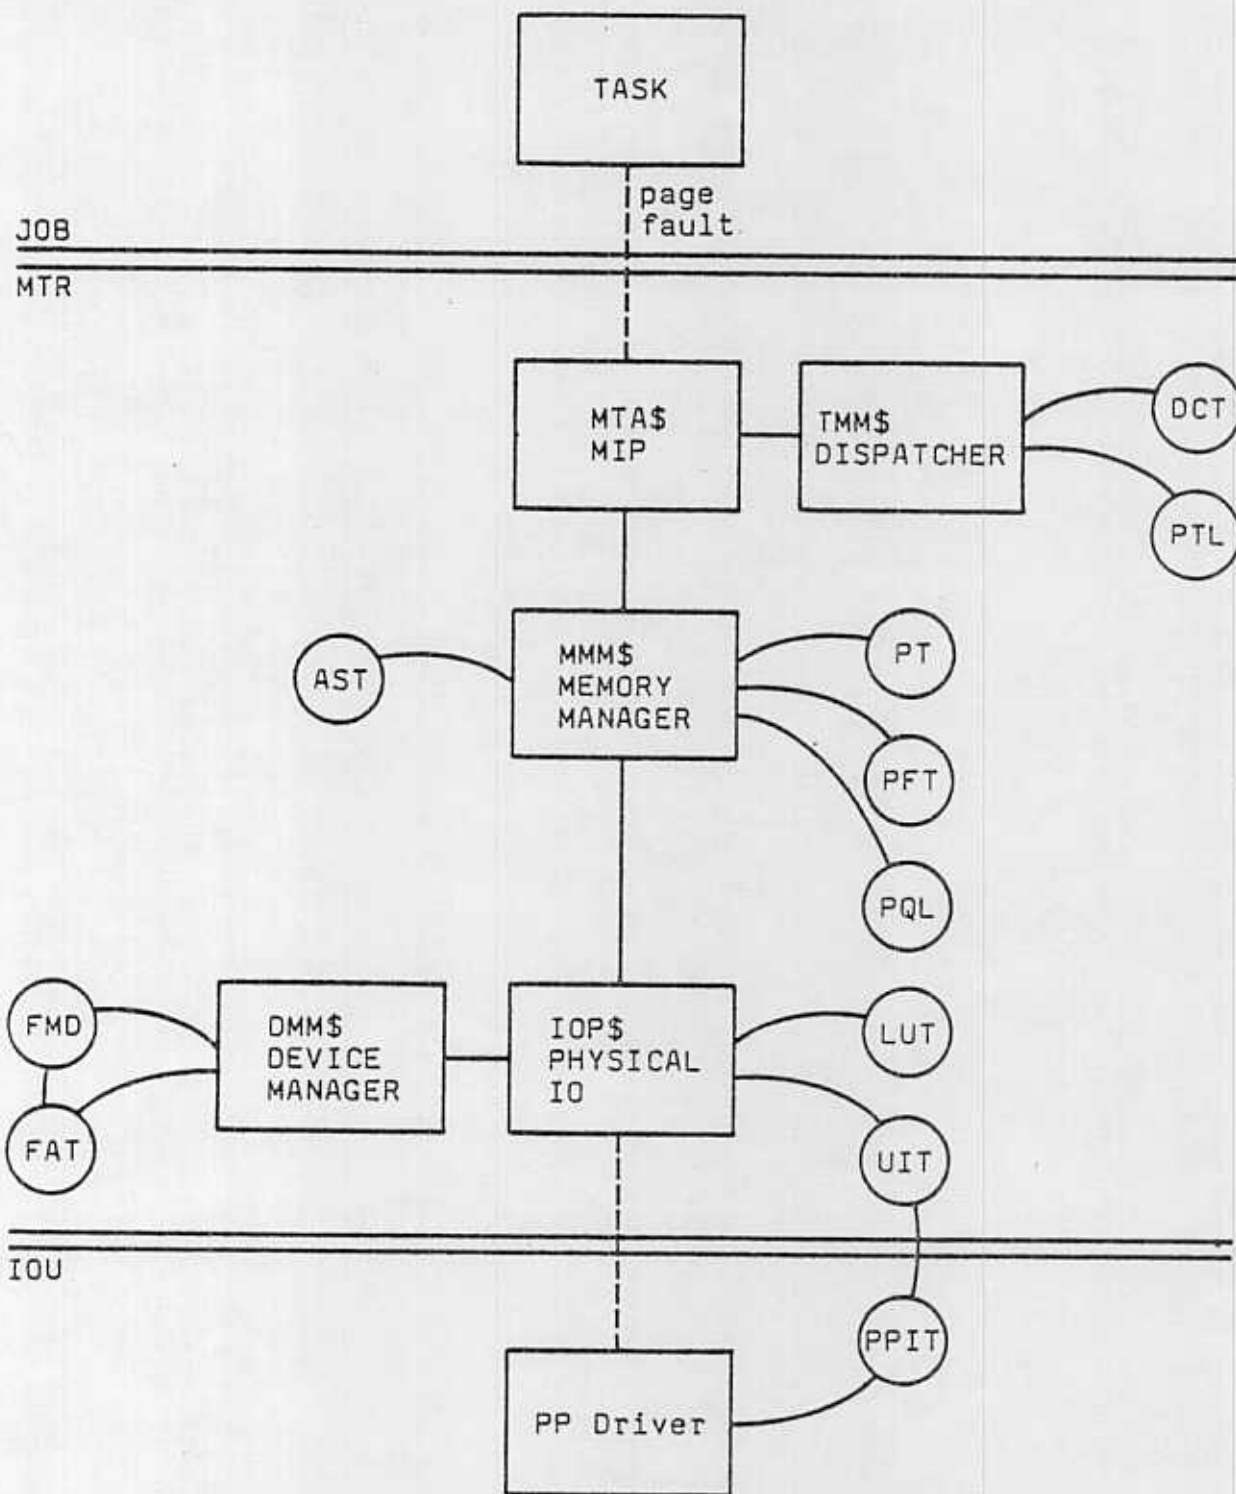 TASK
page
fault
JOB
MTR
MTA$
MIP
TMM$
DISPATCHER
DCT
PTL
AST
MMM$
MEMORY
MANAGER
PT
PFT
PQL
FMD
FAT
DMM$
DEVICE
MANAGER
IOP$
PHYSICAL
IO
LUT
UIT
IOU
PPIT
PP Driver